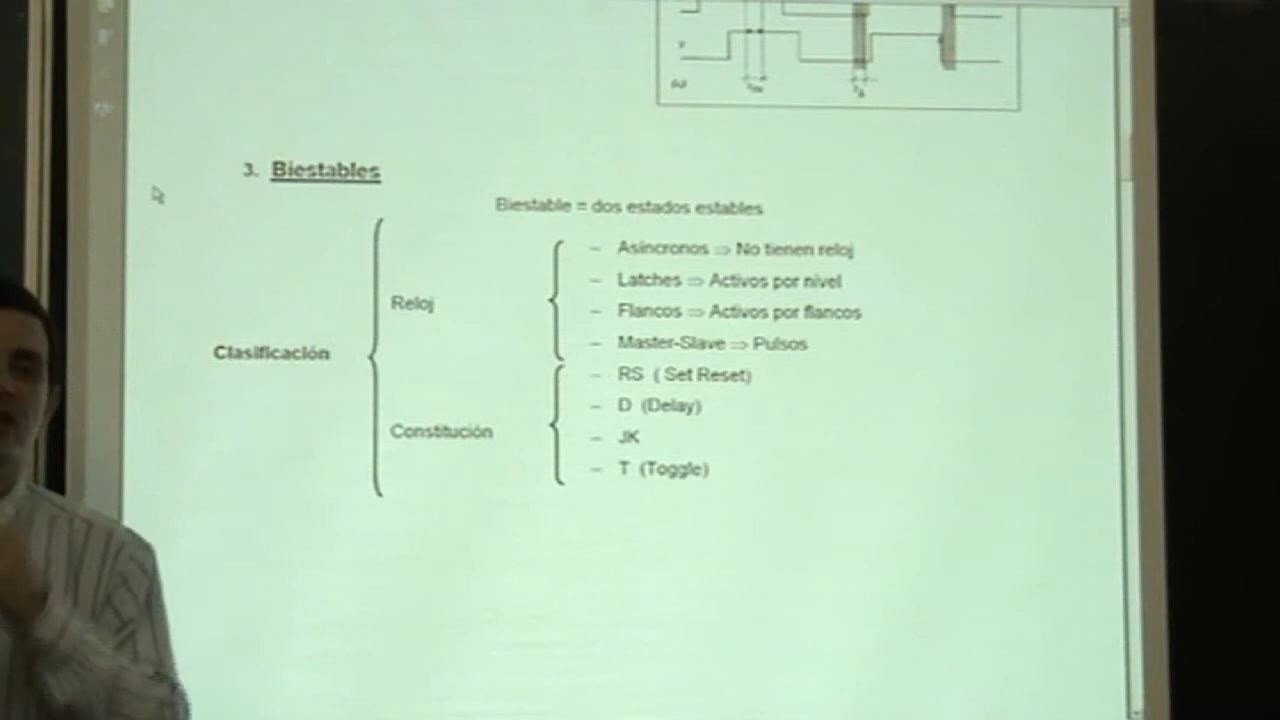 3. Biestables
Biestable = dos estados estables
– Asíncronos ⇒ No tienen reloj
– Latches ⇒ Activos por nivel
Reloj
– Flancos ⇒ Activos por flancos
– Master-Slave ⇒ Pulsos
Clasificación
– RS ( Set Reset)
– D (Delay)
Constitución
– JK
– T (Toggle)